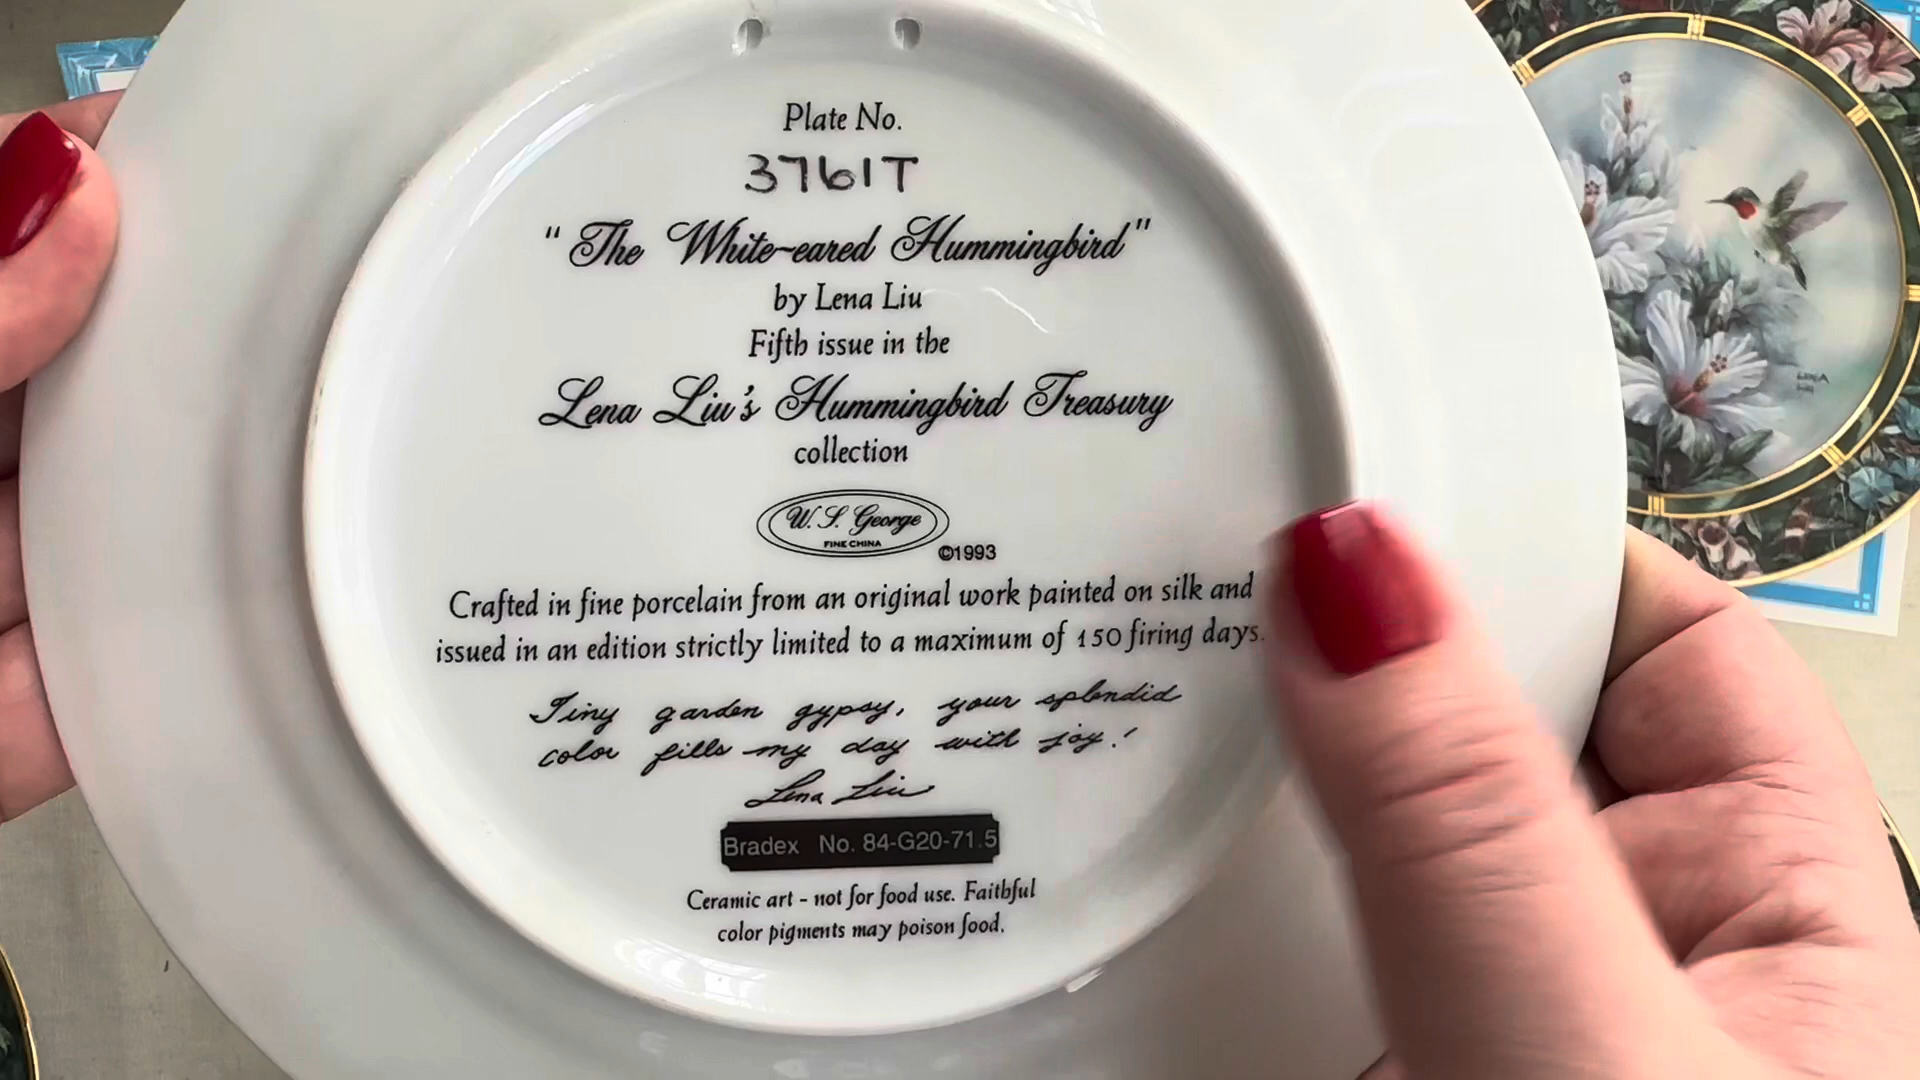 Plate No.
3761T
"The White-eared Hummingbird"
by Lena Liu
Fifth issue in the
Lena Liu's Hummingbird Treasury
collection
W. S. George
FINE CHINA
©1993
Crafted in fine porcelain from an original work painted on silk and
issued in an edition strictly limited to a maximum of 150 firing days.
Tiny garden gypsy, your splendid
color fills my day with joy!
Lena Liu
Bradex No. 84-G20-71.5
Ceramic art - not for food use. Faithful
color pigments may poison food.
LENA
LIU